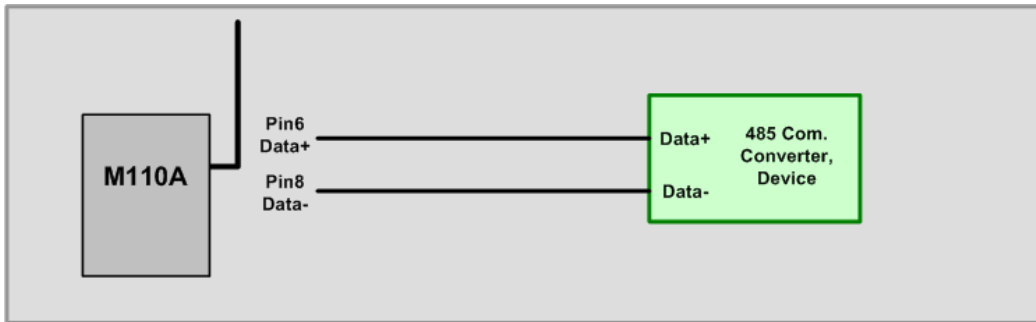 M110A
Pin6
Data+
Pin8
Data-
Data+
Data-
485 Com.
Converter,
Device